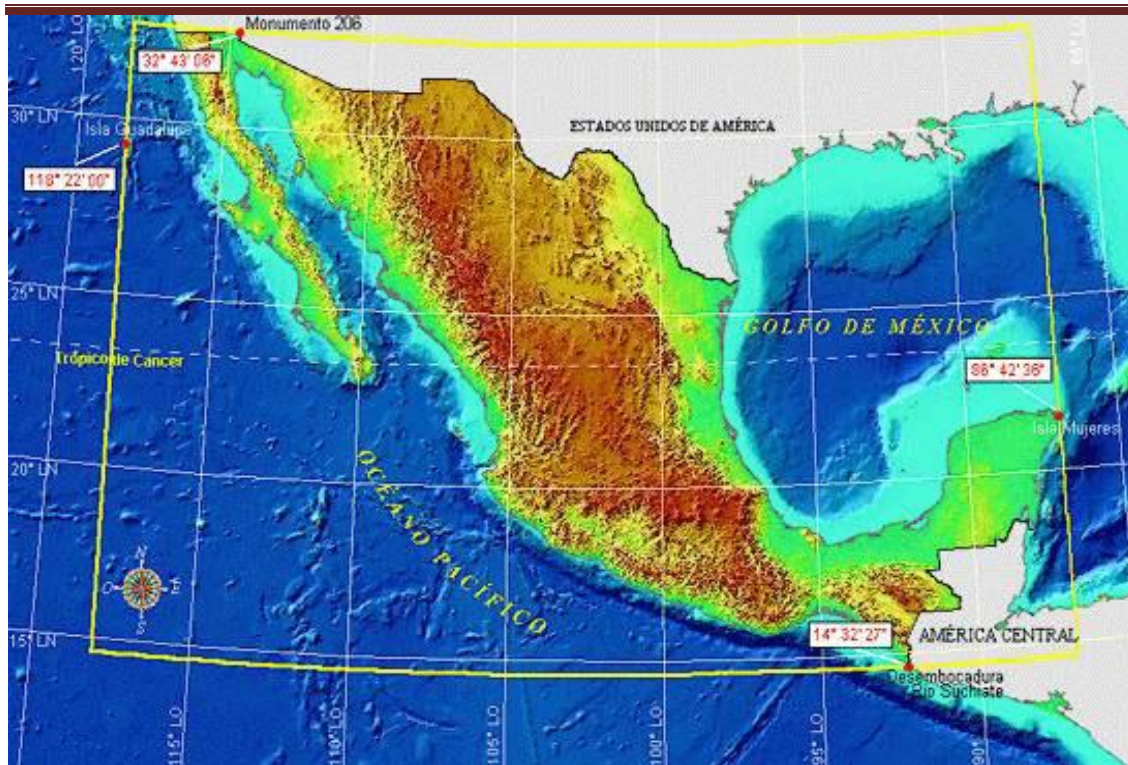 Monumento 206
120° LO
32° 43' 06"
30° LN
Isla Guadalupe
ESTADOS UNIDOS DE AMÉRICA
118° 22' 00"
25° LN
GOLFO DE MÉXICO
Trópico de Cancer
86° 42' 36"
Isla Mujeres
20° LN
OCÉANO PACÍFICO
N
O
E
S
15° LN
14° 32' 27"
AMÉRICA CENTRAL
Desembocadura
Río Suchiate
115° LO
110° LO
105° LO
100° LO
95° LO
90° LO